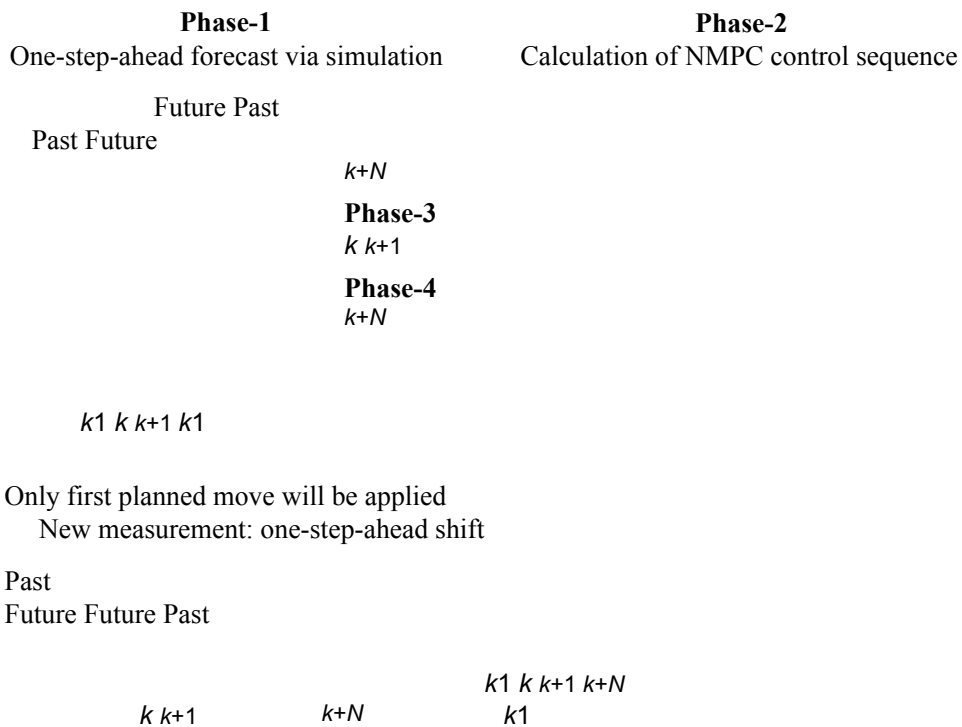 Phase-1 Phase-2
One-step-ahead forecast via simulation Calculation of NMPC control sequence
Future Past
Past Future
k+N
Phase-3
k k+1
Phase-4
k+N
k1 k k+1 k1
Only first planned move will be applied
New measurement: one-step-ahead shift
Past
Future Future Past
k1 k k+1 k+N
k k+1 k+N k1